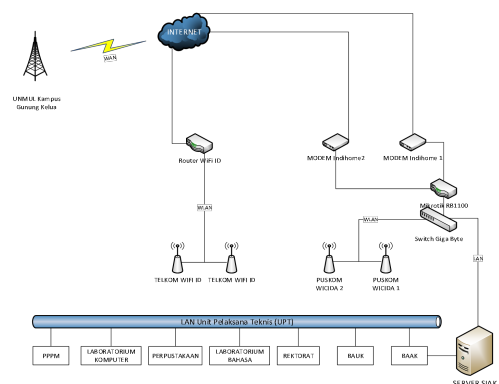 INTERNET
WAN
UNMUL Kampus
Gunung Kelua
Router WiFi ID
MODEM Indihome2
MODEM Indihome 1
Mikrotik RB1100
WLAN
WLAN
Switch Giga Byte
LAN
TELKOM WIFI ID
TELKOM WIFI ID
PUSKOM
WICIDA 2
PUSKOM
WICIDA 1
LAN Unit Pelaksana Teknis (UPT)
PPPM
LABORATORIUM
KOMPUTER
PERPUSTAKAAN
LABORATORIUM
BAHASA
REKTORAT
BAUK
BAAK
SERVER SIAK